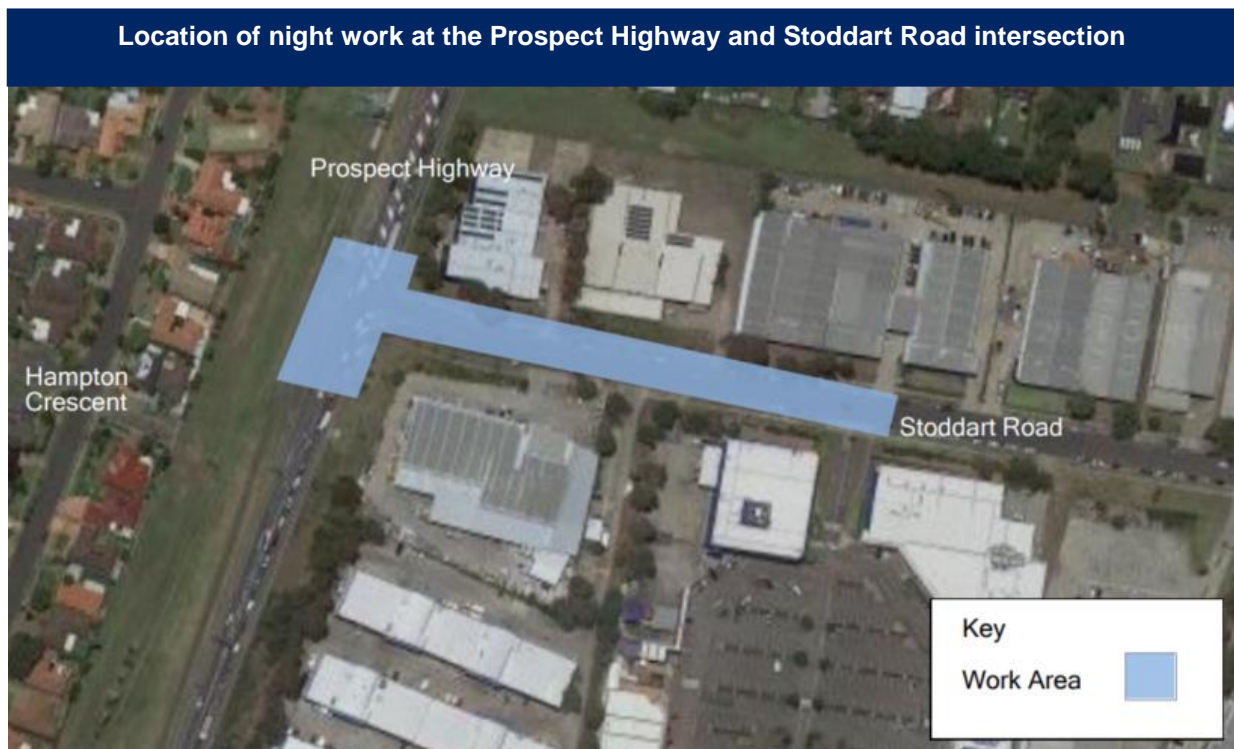 Location of night work at the Prospect Highway and Stoddart Road intersection
Prospect Highway
Hampton
Crescent
Stoddart Road
Key
Work Area